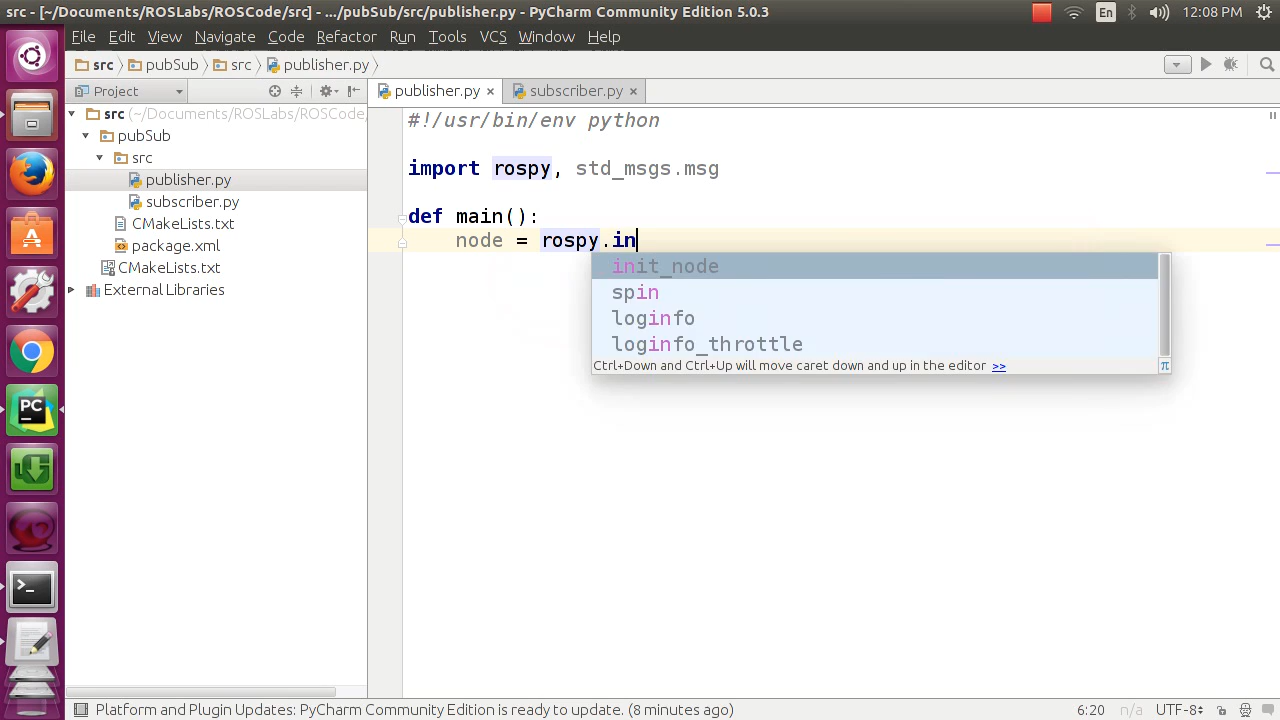 src - [~/Documents/ROSLabs/ROSCode/src] - .../pubSub/src/publisher.py - PyCharm Community Edition 5.0.3
En
12:08 PM
File Edit View Navigate Code Refactor Run Tools VCS Window Help
src pubSub src publisher.py
Project
publisher.py subscriber.py
src (~/Documents/ROSLabs/ROSCode/
pubSub
src
publisher.py
subscriber.py
CMakeLists.txt
package.xml
CMakeLists.txt
External Libraries
#!/usr/bin/env python
import rospy, std_msgs.msg
def main():
node = rospy.in
init_node
spin
loginfo
loginfo_throttle
Ctrl+Down and Ctrl+Up will move caret down and up in the editor >>
π
PC
>_
Platform and Plugin Updates: PyCharm Community Edition is ready to update. (8 minutes ago)
6:20 n/a UTF-8